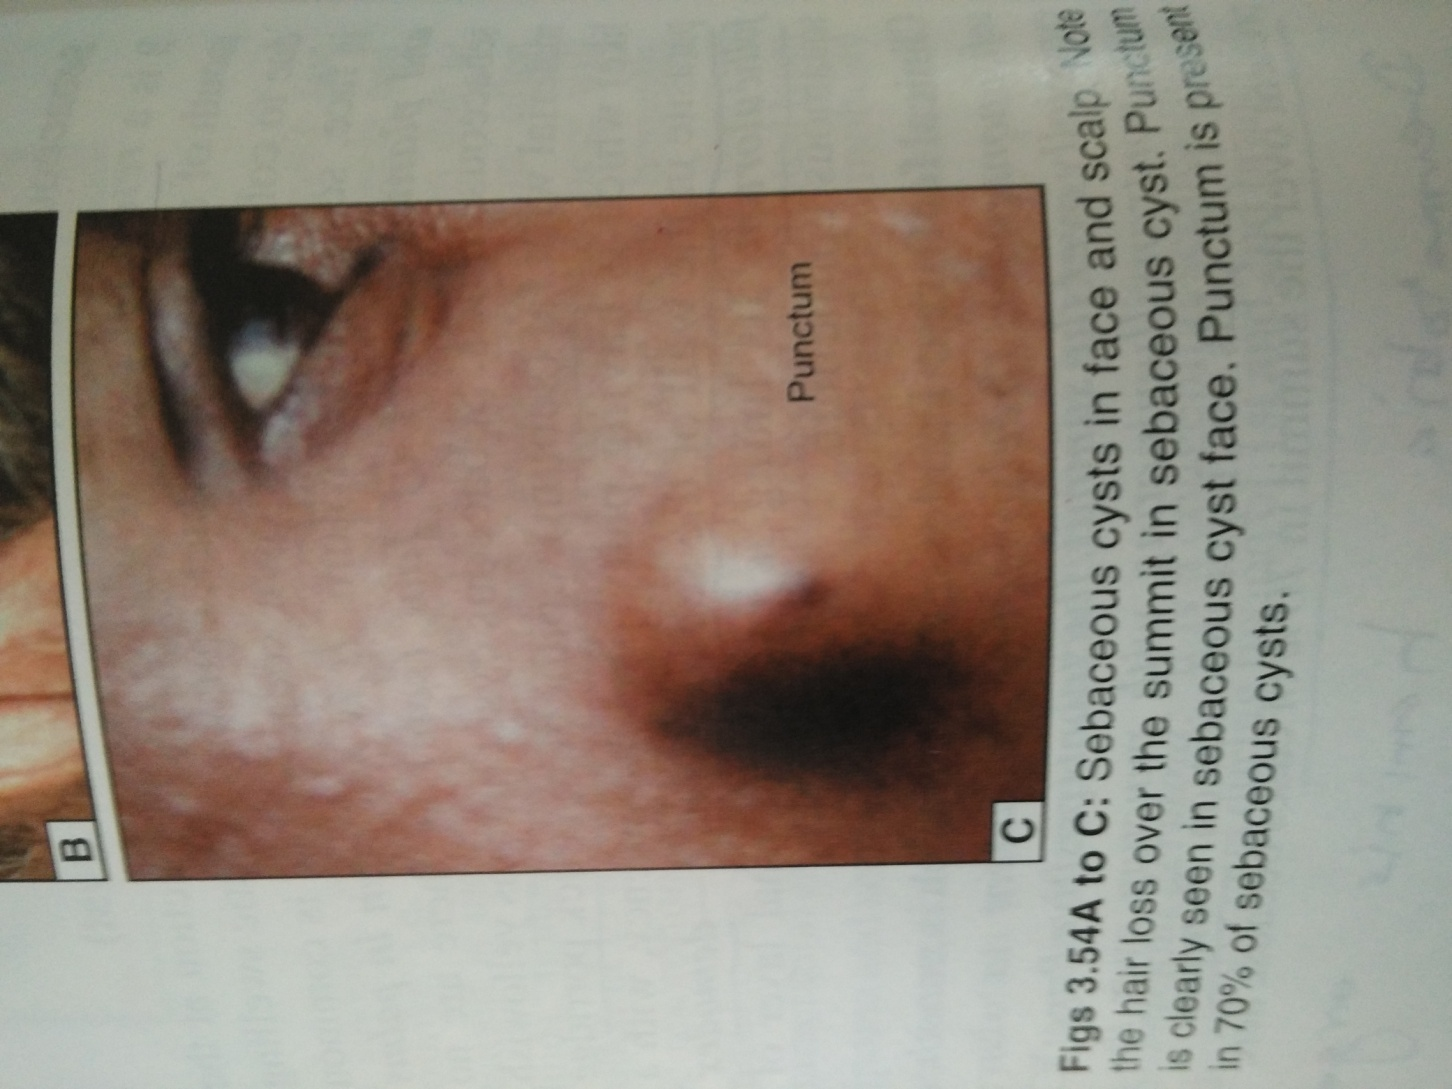 B
Punctum
C
Figs 3.54A to C: Sebaceous cysts in face and scalp Note
the hair loss over the summit in sebaceous cyst. Punctum
is clearly seen in sebaceous cyst face. Punctum is present
in 70% of sebaceous cysts.